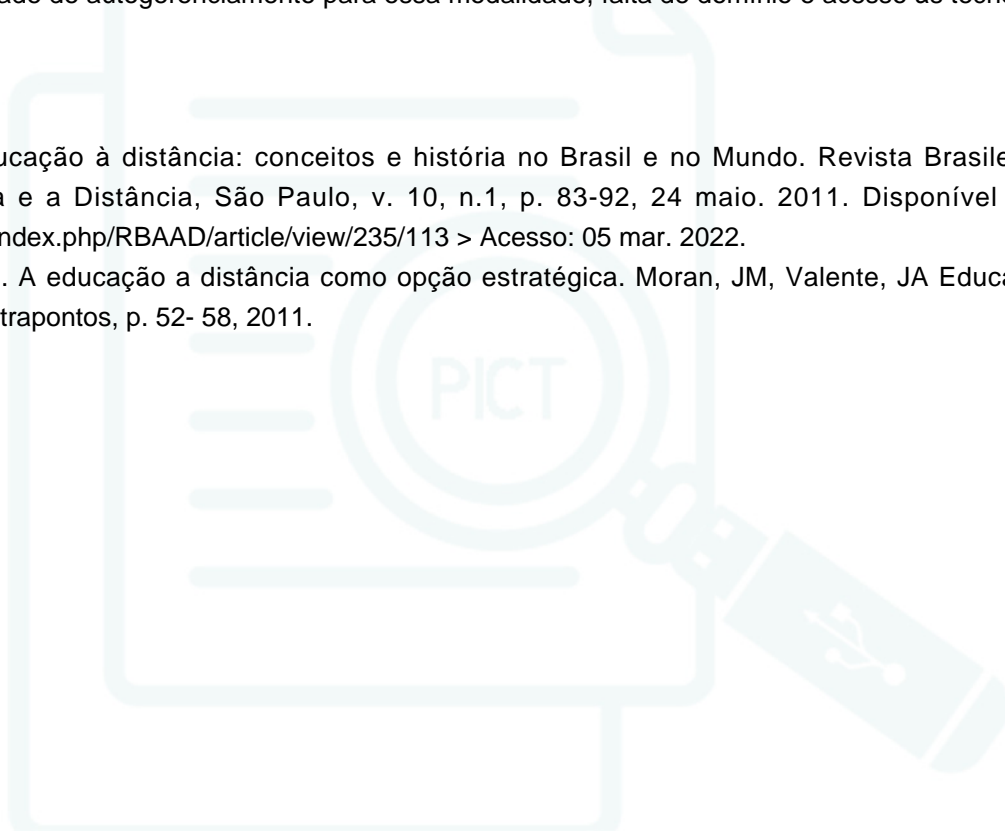 ucação à distância: conceitos e história no Brasil e no Mundo. Revista Brasile
a e a Distância, São Paulo, v. 10, n.1, p. 83-92, 24 maio. 2011. Disponível
ndex.php/RBAAD/article/view/235/113 > Acesso: 05 mar. 2022.
. A educação a distância como opção estratégica. Moran, JM, Valente, JA Educa
trapontos, p. 52- 58, 2011.
PICT